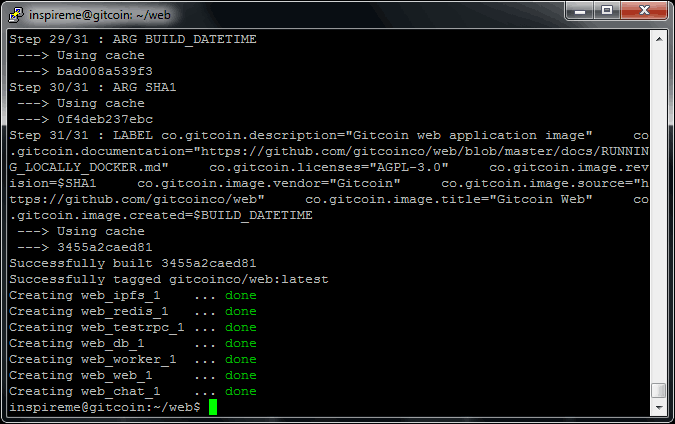 inspireme@gitcoin: ~/web
Step 29/31 : ARG BUILD_DATETIME
---> Using cache
---> bad008a539f3
Step 30/31 : ARG SHA1
---> Using cache
---> 0f4deb237ebc
Step 31/31 : LABEL co.gitcoin.description="Gitcoin web application image"     co
.gitcoin.documentation="https://github.com/gitcoinco/web/blob/master/docs/RUNNIN
G_LOCALLY_DOCKER.md"     co.gitcoin.licenses="AGPL-3.0"     co.gitcoin.image.rev
ision=$SHA1     co.gitcoin.image.vendor="Gitcoin"     co.gitcoin.image.source="h
ttps://github.com/gitcoinco/web"     co.gitcoin.image.title="Gitcoin Web"     co
.gitcoin.image.created=$BUILD_DATETIME
---> Using cache
---> 3455a2caed81
Successfully built 3455a2caed81
Successfully tagged gitcoinco/web:latest
Creating web_ipfs_1    ... done
Creating web_redis_1   ... done
Creating web_testrpc_1 ... done
Creating web_db_1      ... done
Creating web_worker_1  ... done
Creating web_web_1     ... done
Creating web_chat_1    ... done
inspireme@gitcoin:~/web$